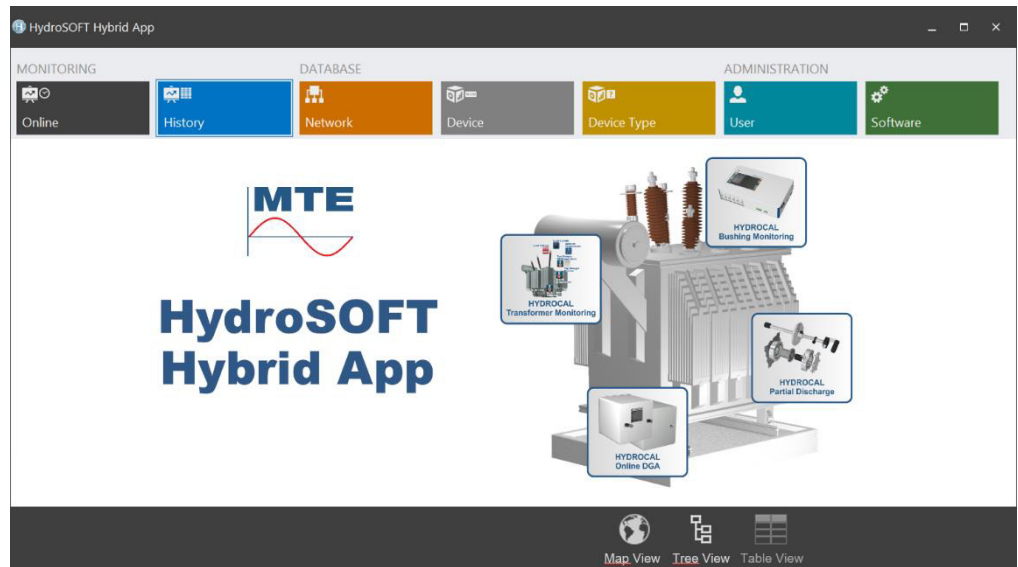 HydroSOFT Hybrid App
MONITORING
DATABASE
ADMINISTRATION
Online
History
Network
Device
Device Type
User
Software
MTE
HydroSOFT
Hybrid App
HYDROCAL
Bushing Monitoring
HYDROCAL
Transformer Monitoring
HYDROCAL
Partial Discharge
HYDROCAL
Online DGA
Map View
Tree View
Table View